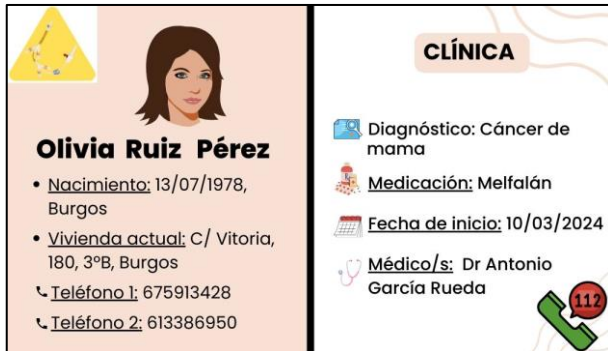 Olivia Ruiz Pérez
• Nacimiento: 13/07/1978,
Burgos
• Vivienda actual: C/ Vitoria,
180, 3ºB, Burgos
Teléfono 1: 675913428
Teléfono 2: 613386950
CLÍNICA
Diagnóstico: Cáncer de
mama
Medicación: Melfalán
Fecha de inicio: 10/03/2024
Médico/s: Dr Antonio
García Rueda
112